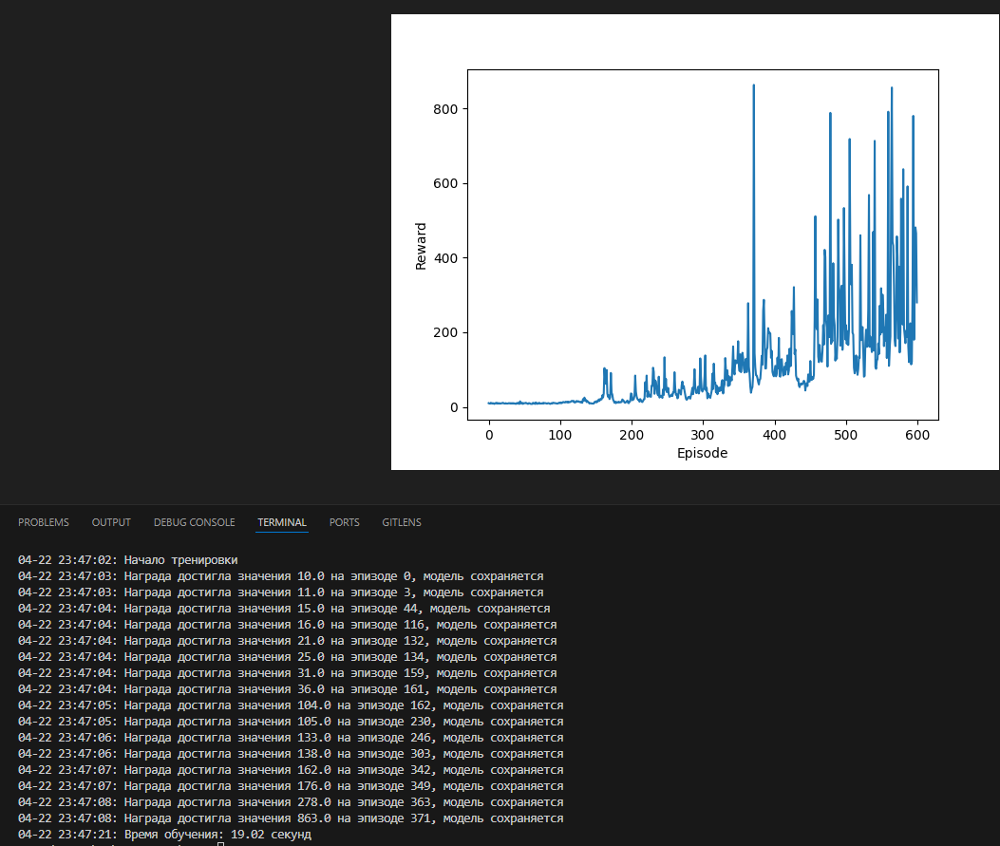 800
600
400
200
0
Reward
0 100 200 300 400 500 600
Episode
PROBLEMS OUTPUT DEBUG CONSOLE TERMINAL PORTS GITLENS
04-22 23:47:02: Начало тренировки
04-22 23:47:03: Награда достигла значения 10.0 на эпизоде 0, модель сохраняется
04-22 23:47:03: Награда достигла значения 11.0 на эпизоде 3, модель сохраняется
04-22 23:47:04: Награда достигла значения 15.0 на эпизоде 44, модель сохраняется
04-22 23:47:04: Награда достигла значения 16.0 на эпизоде 116, модель сохраняется
04-22 23:47:04: Награда достигла значения 21.0 на эпизоде 132, модель сохраняется
04-22 23:47:04: Награда достигла значения 25.0 на эпизоде 134, модель сохраняется
04-22 23:47:04: Награда достигла значения 31.0 на эпизоде 159, модель сохраняется
04-22 23:47:04: Награда достигла значения 36.0 на эпизоде 161, модель сохраняется
04-22 23:47:05: Награда достигла значения 104.0 на эпизоде 162, модель сохраняется
04-22 23:47:05: Награда достигла значения 105.0 на эпизоде 230, модель сохраняется
04-22 23:47:06: Награда достигла значения 133.0 на эпизоде 246, модель сохраняется
04-22 23:47:06: Награда достигла значения 138.0 на эпизоде 303, модель сохраняется
04-22 23:47:07: Награда достигла значения 162.0 на эпизоде 342, модель сохраняется
04-22 23:47:07: Награда достигла значения 176.0 на эпизоде 349, модель сохраняется
04-22 23:47:08: Награда достигла значения 278.0 на эпизоде 363, модель сохраняется
04-22 23:47:08: Награда достигла значения 863.0 на эпизоде 371, модель сохраняется
04-22 23:47:21: Время обучения: 19.02 секунд